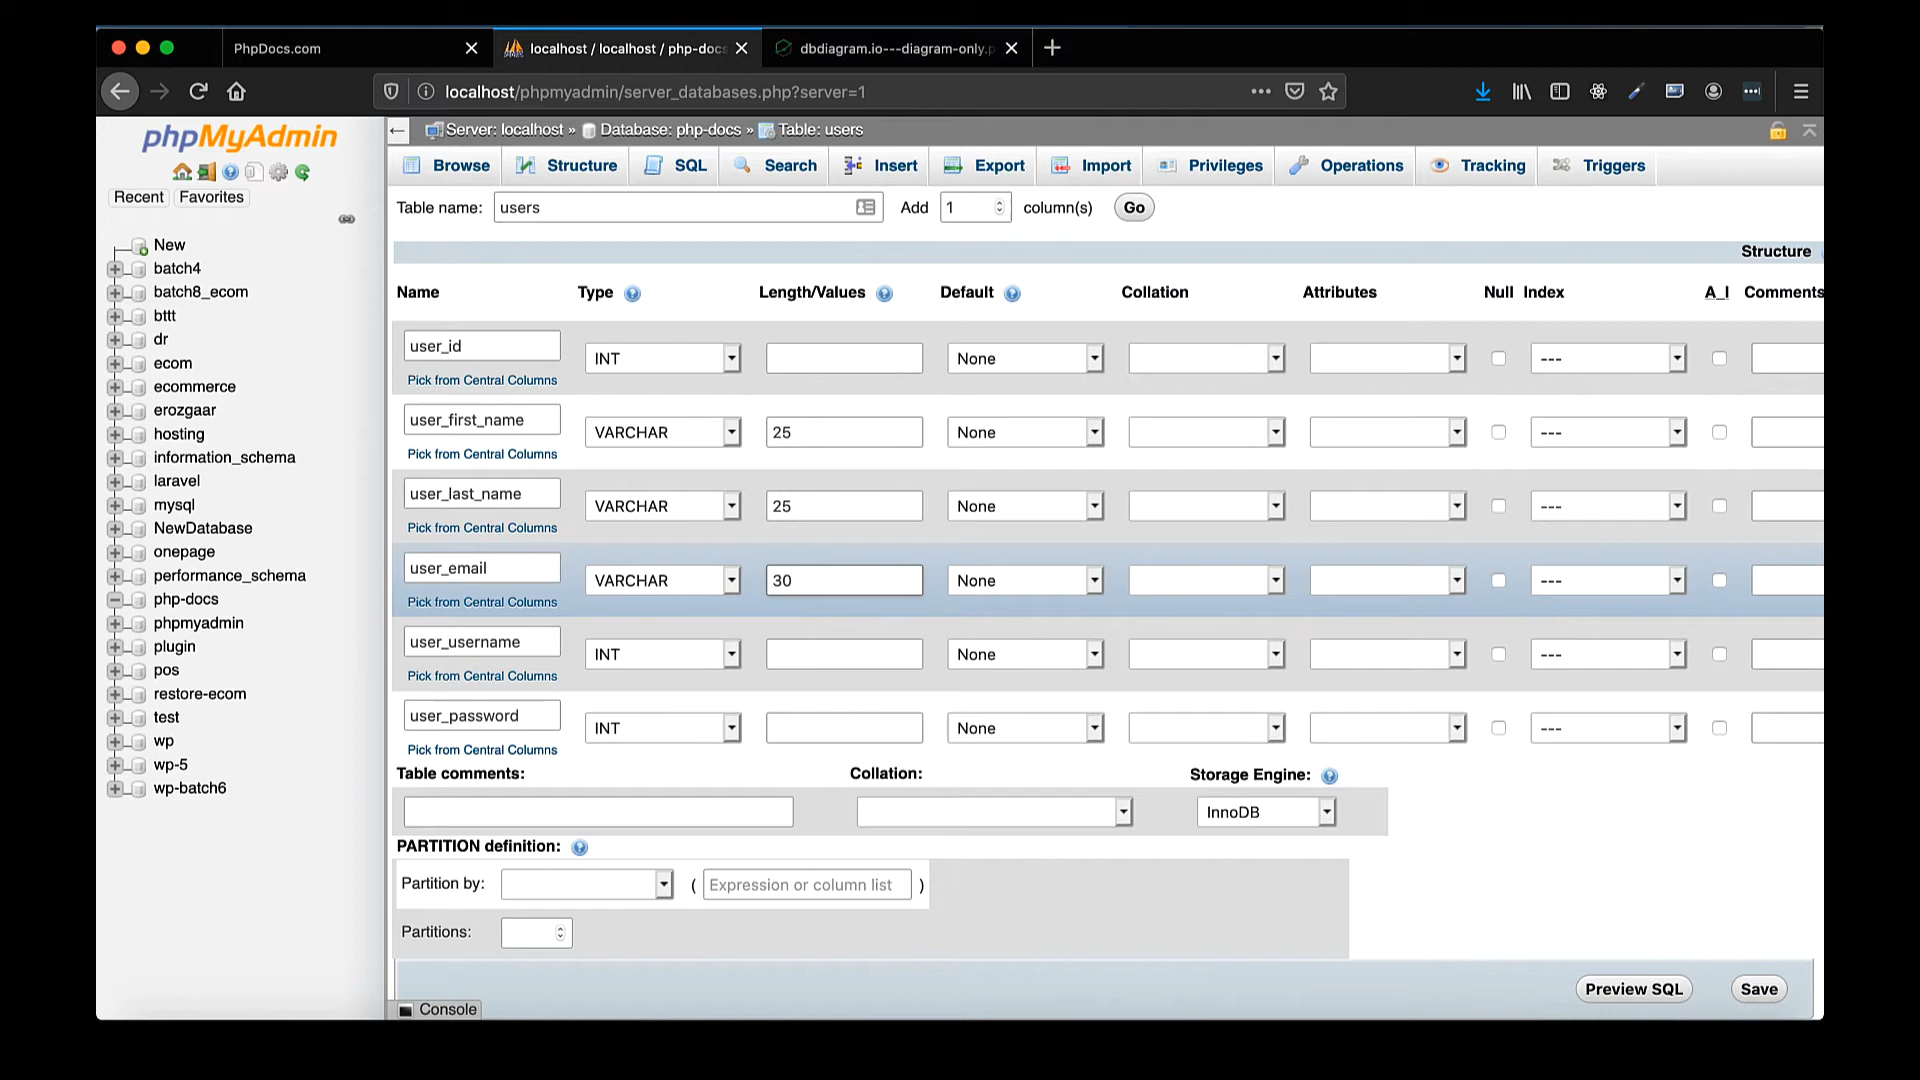 PhpDocs.com
localhost / localhost / php-docs
dbdiagram.io---diagram-only.p
localhost/phpmyadmin/server_databases.php?server=1
phpMyAdmin
Recent Favorites
New
batch4
batch8_ecom
bttt
dr
ecom
ecommerce
erozgaar
hosting
information_schema
laravel
mysql
NewDatabase
onepage
performance_schema
php-docs
phpmyadmin
plugin
pos
restore-ecom
test
wp
wp-5
wp-batch6
Server: localhost » Database: php-docs » Table: users
Browse Structure SQL Search Insert Export Import Privileges Operations Tracking Triggers
Table name: users Add 1 column(s) Go
Structure
Name Type Length/Values Default Collation Attributes Null Index A_I Comments
user_id INT None ---
Pick from Central Columns
user_first_name VARCHAR 25 None ---
Pick from Central Columns
user_last_name VARCHAR 25 None ---
Pick from Central Columns
user_email VARCHAR 30 None ---
Pick from Central Columns
user_username INT None ---
Pick from Central Columns
user_password INT None ---
Pick from Central Columns
Table comments: Collation: Storage Engine:
InnoDB
PARTITION definition:
Partition by: ( Expression or column list )
Partitions:
Preview SQL Save
Console